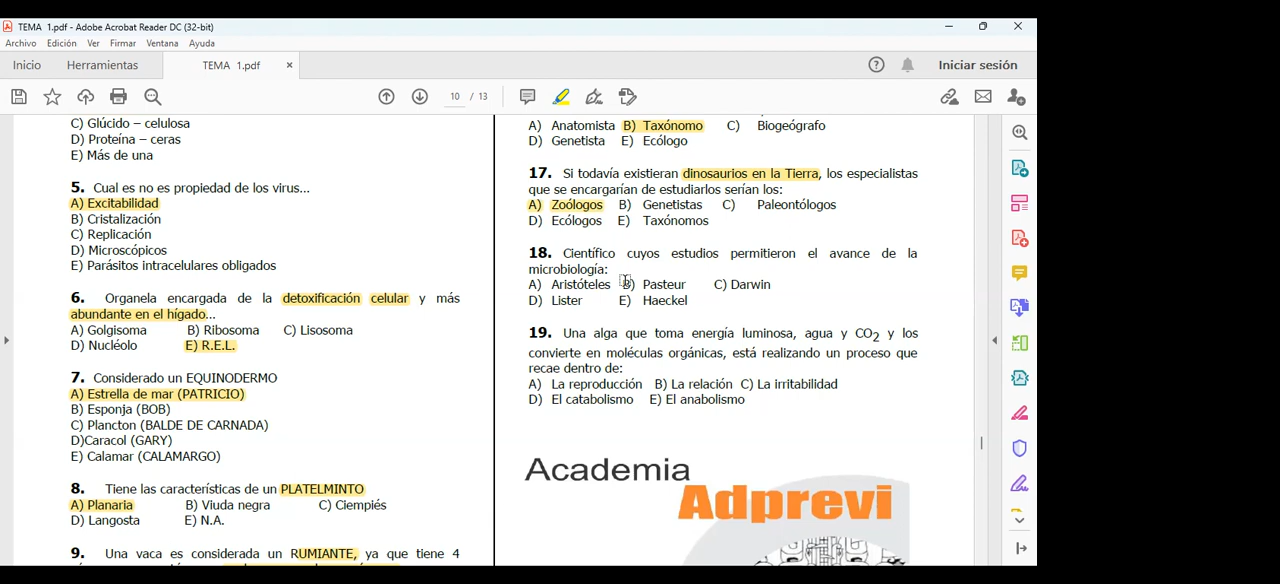 TEMA 1.pdf - Adobe Acrobat Reader DC (32-bit)
Archivo Edición Ver Firmar Ventana Ayuda
Inicio Herramientas TEMA 1.pdf × Iniciar sesión
10 / 13
C) Glúcido – celulosa
D) Proteína – ceras
E) Más de una
5. Cual es no es propiedad de los virus...
A) Excitabilidad
B) Cristalización
C) Replicación
D) Microscópicos
E) Parásitos intracelulares obligados
6. Organela encargada de la detoxificación celular y más
abundante en el hígado...
A) Golgisoma B) Ribosoma C) Lisosoma
D) Nucléolo E) R.E.L.
7. Considerado un EQUINODERMO
A) Estrella de mar (PATRICIO)
B) Esponja (BOB)
C) Plancton (BALDE DE CARNADA)
D)Caracol (GARY)
E) Calamar (CALAMARGO)
8. Tiene las características de un PLATELMINTO
A) Planaria B) Viuda negra C) Ciempiés
D) Langosta E) N.A.
9. Una vaca es considerada un RUMIANTE, ya que tiene 4
A) Anatomista B) Taxónomo C) Biogeógrafo
D) Genetista E) Ecólogo
17. Si todavía existieran dinosaurios en la Tierra, los especialistas
que se encargarían de estudiarlos serían los:
A) Zoólogos B) Genetistas C) Paleontólogos
D) Ecólogos E) Taxónomos
18. Científico cuyos estudios permitieron el avance de la
microbiología:
A) Aristóteles B) Pasteur C) Darwin
D) Lister E) Haeckel
19. Una alga que toma energía luminosa, agua y CO2 y los
convierte en moléculas orgánicas, está realizando un proceso que
recae dentro de:
A) La reproducción B) La relación C) La irritabilidad
D) El catabolismo E) El anabolismo
Academia
Adprevi